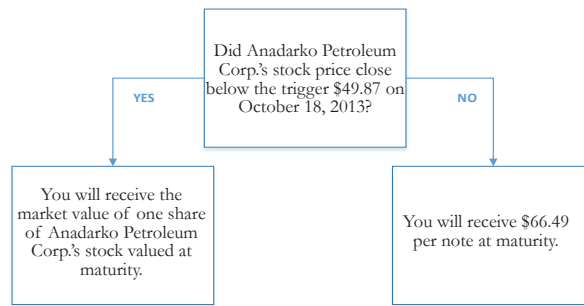 Did Anadarko Petroleum
Corp.'s stock price close
below the trigger $49.87 on
October 18, 2013?
YES
NO
You will receive the
market value of one share
of Anadarko Petroleum
Corp.'s stock valued at
maturity.
You will receive $66.49
per note at maturity.